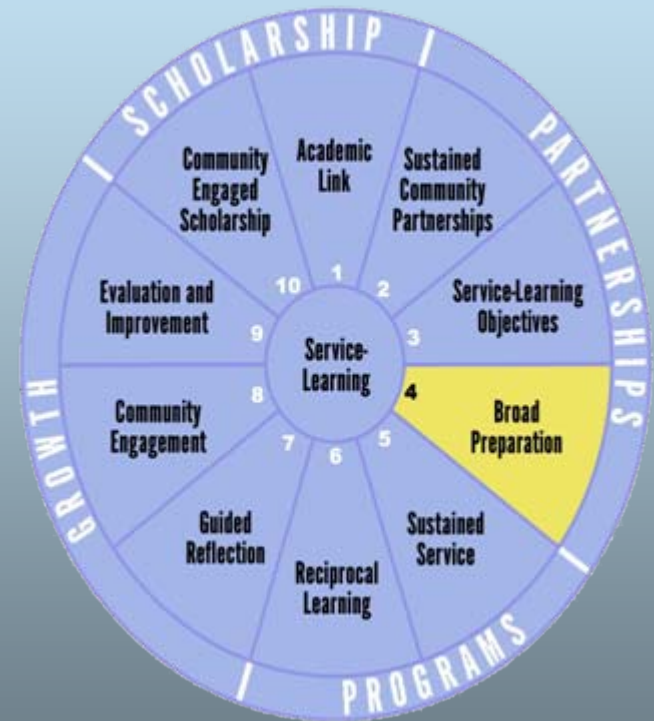 SCHOLARSHIP
PARTNERSHIPS
PROGRAMS
GROWTH
Service-
Learning
1
Academic
Link
2
Sustained
Community
Partnerships
3
Service-Learning
Objectives
4
Broad
Preparation
5
Sustained
Service
6
Reciprocal
Learning
7
Guided
Reflection
8
Community
Engagement
9
Evaluation and
Improvement
10
Community
Engaged
Scholarship